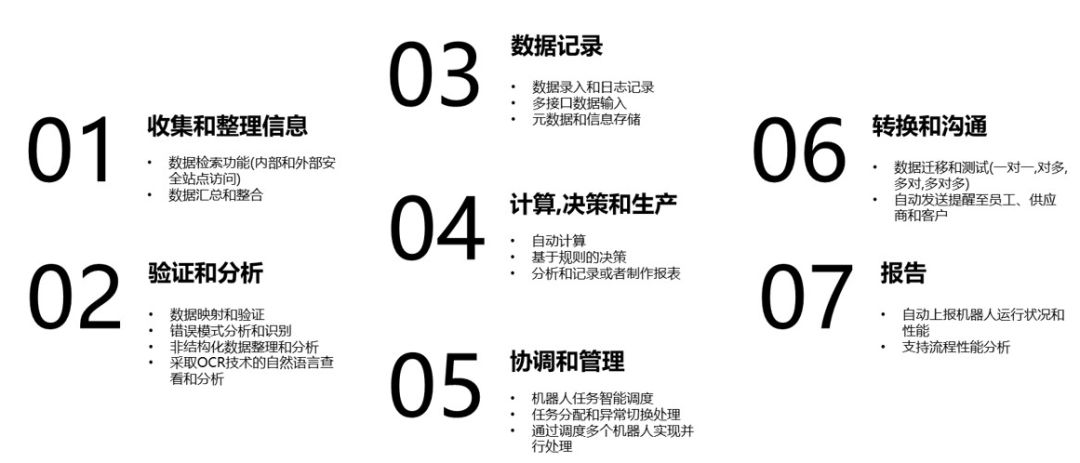 01
收集和整理信息
• 数据检索功能(内部和外部安
全站点访问)
• 数据汇总和整合
02
验证和分析
• 数据映射和验证
• 错误模式分析和识别
• 非结构化数据整理和分析
• 采取OCR技术的自然语言查
看和分析
03
数据记录
• 数据录入和日志记录
• 多接口数据输入
• 元数据和信息存储
04
计算,决策和生产
• 自动计算
• 基于规则的决策
• 分析和记录或者制作报表
05
协调和管理
• 机器人任务智能调度
• 任务分配和异常切换处理
• 通过调度多个机器人实现并
行处理
06
转换和沟通
• 数据迁移和测试(一对一,对多,
多对,多对多)
• 自动发送提醒至员工、供应
商和客户
07
报告
• 自动上报机器人运行状况和
性能
• 支持流程性能分析